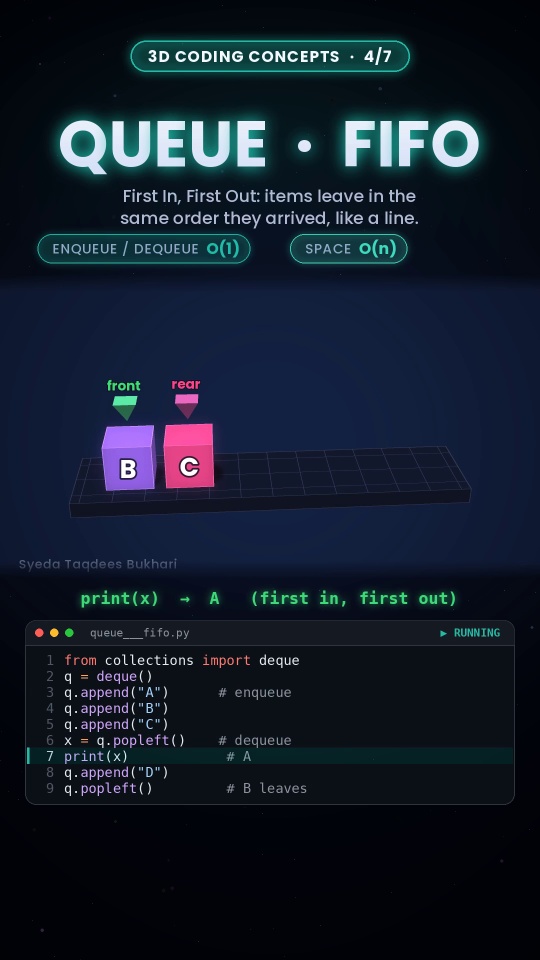 3D CODING CONCEPTS · 4/7
QUEUE · FIFO
First In, First Out: items leave in the
same order they arrived, like a line.
ENQUEUE / DEQUEUE O(1) SPACE O(n)
front rear
B C
Syeda Taqdees Bukhari
print(x) → A (first in, first out)
queue___fifo.py ▶ RUNNING
1 from collections import deque
2 q = deque()
3 q.append("A") # enqueue
4 q.append("B")
5 q.append("C")
6 x = q.popleft() # dequeue
7 print(x) # A
8 q.append("D")
9 q.popleft() # B leaves